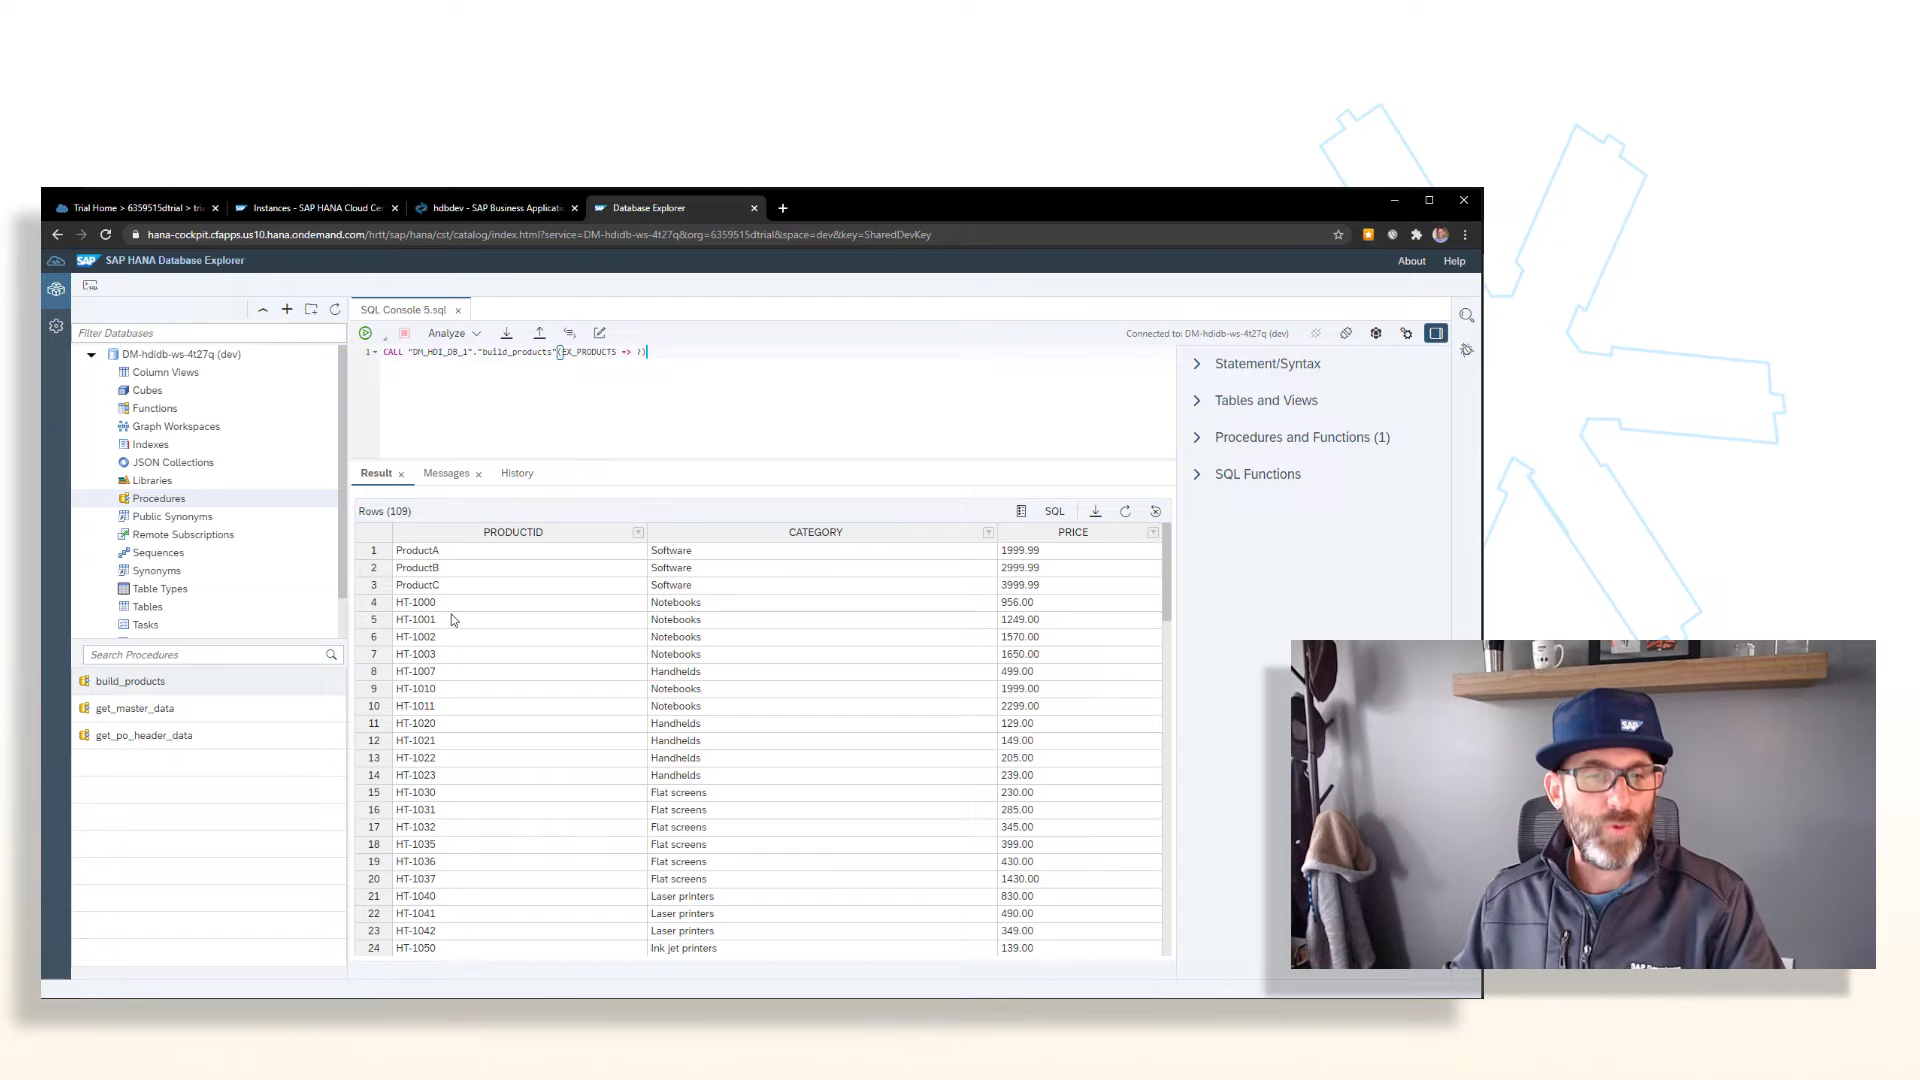 Trial Home > 6359515dtrial > tri
Instances - SAP HANA Cloud Ce
hdbdev - SAP Business Applicati
Database Explorer
hana-cockpit.cfapps.us10.hana.ondemand.com/hrtt/sap/hana/cst/catalog/index.html?service=DM-hdidb-ws-4t27q&org=6359515dtrial&space=dev&key=SharedDevKey
SAP SAP HANA Database Explorer
About Help
SQL Console 5.sql
Filter Databases
Analyze
Connected to: DM-hdidb-ws-4t27q (dev)
1 CALL "DM_HDI_DB_1"."build_products"(EX_PRODUCTS => ?)
DM-hdidb-ws-4t27q (dev)
Column Views
Cubes
Functions
Graph Workspaces
Indexes
JSON Collections
Libraries
Procedures
Public Synonyms
Remote Subscriptions
Sequences
Synonyms
Table Types
Tables
Tasks
Search Procedures
build_products
get_master_data
get_po_header_data
Statement/Syntax
Tables and Views
Procedures and Functions (1)
SQL Functions
Result Messages History
Rows (109)
SQL
PRODUCTID CATEGORY PRICE
1 ProductA Software 1999.99
2 ProductB Software 2999.99
3 ProductC Software 3999.99
4 HT-1000 Notebooks 956.00
5 HT-1001 Notebooks 1249.00
6 HT-1002 Notebooks 1570.00
7 HT-1003 Notebooks 1650.00
8 HT-1007 Handhelds 499.00
9 HT-1010 Notebooks 1999.00
10 HT-1011 Notebooks 2299.00
11 HT-1020 Handhelds 129.00
12 HT-1021 Handhelds 149.00
13 HT-1022 Handhelds 205.00
14 HT-1023 Handhelds 239.00
15 HT-1030 Flat screens 230.00
16 HT-1031 Flat screens 285.00
17 HT-1032 Flat screens 345.00
18 HT-1035 Flat screens 399.00
19 HT-1036 Flat screens 430.00
20 HT-1037 Flat screens 1430.00
21 HT-1040 Laser printers 830.00
22 HT-1041 Laser printers 490.00
23 HT-1042 Laser printers 349.00
24 HT-1050 Ink jet printers 139.00
SAP